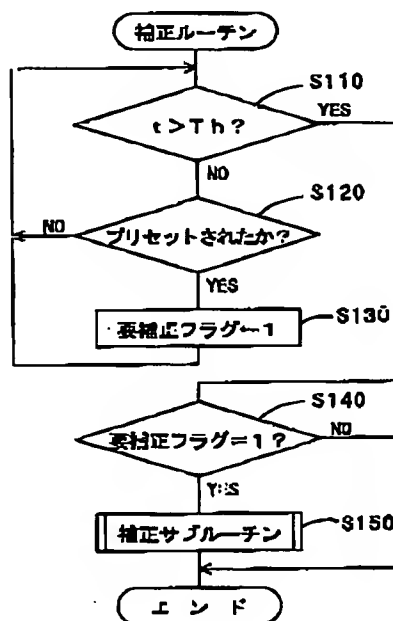 補正ルーチン
S110
t>Th?
YES
NO
S120
プリセットされたか?
NO
YES
要補正フラグ←1
S130
S140
要補正フラグ=1?
NO
YES
補正サブルーチン
S150
エンド